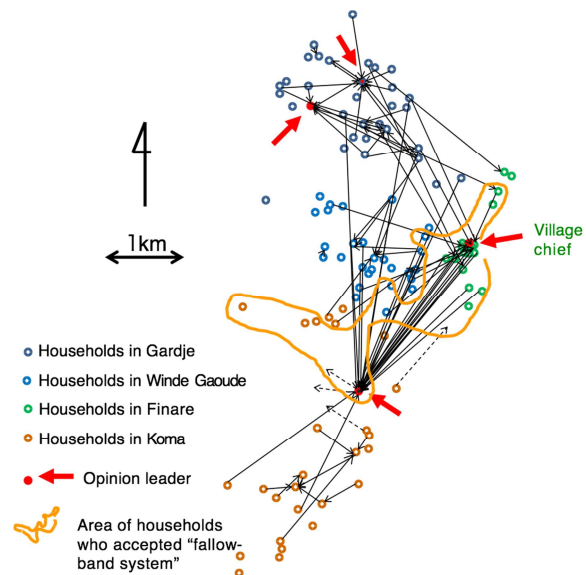 Village
chief
1km
Households in Gardje
Households in Winde Gaoude
Households in Finare
Households in Koma
Opinion leader
Area of households
who accepted “fallow-
band system”